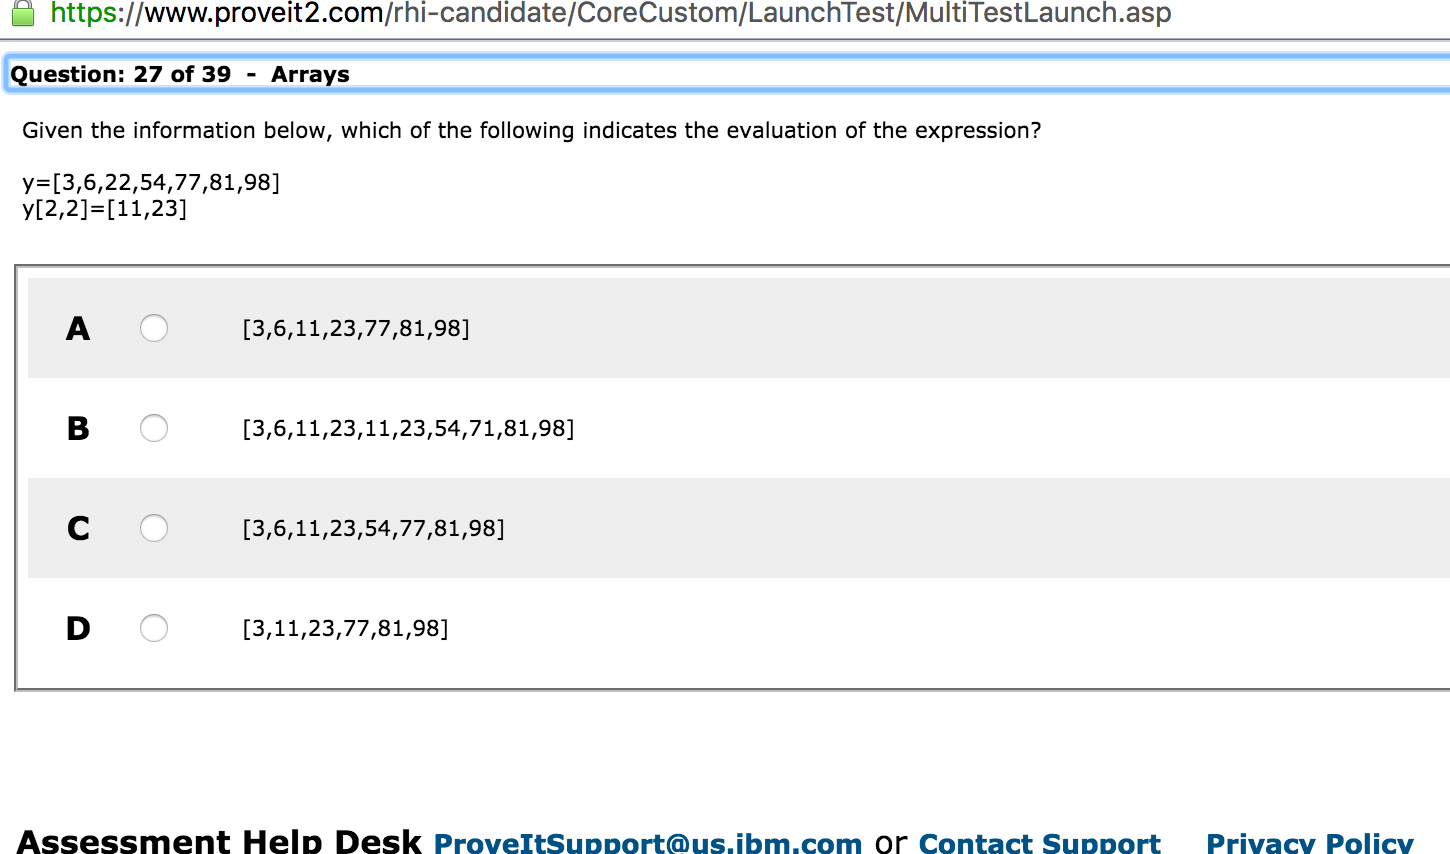 https://www.proveit2.com/rhi-candidate/CoreCustom/LaunchTest/MultiTestLaunch.asp
Question: 27 of 39 - Arrays
Given the information below, which of the following indicates the evaluation of the expression?
y=[3,6,22,54,77,81,98]
y[2,2]=[11,23]
A [3,6,11,23,77,81,98]
B [3,6,11,23,11,23,54,71,81,98]
C [3,6,11,23,54,77,81,98]
D [3,11,23,77,81,98]
Assessment Help Desk ProveItSupport@us.ibm.com or Contact Support Privacy Policy